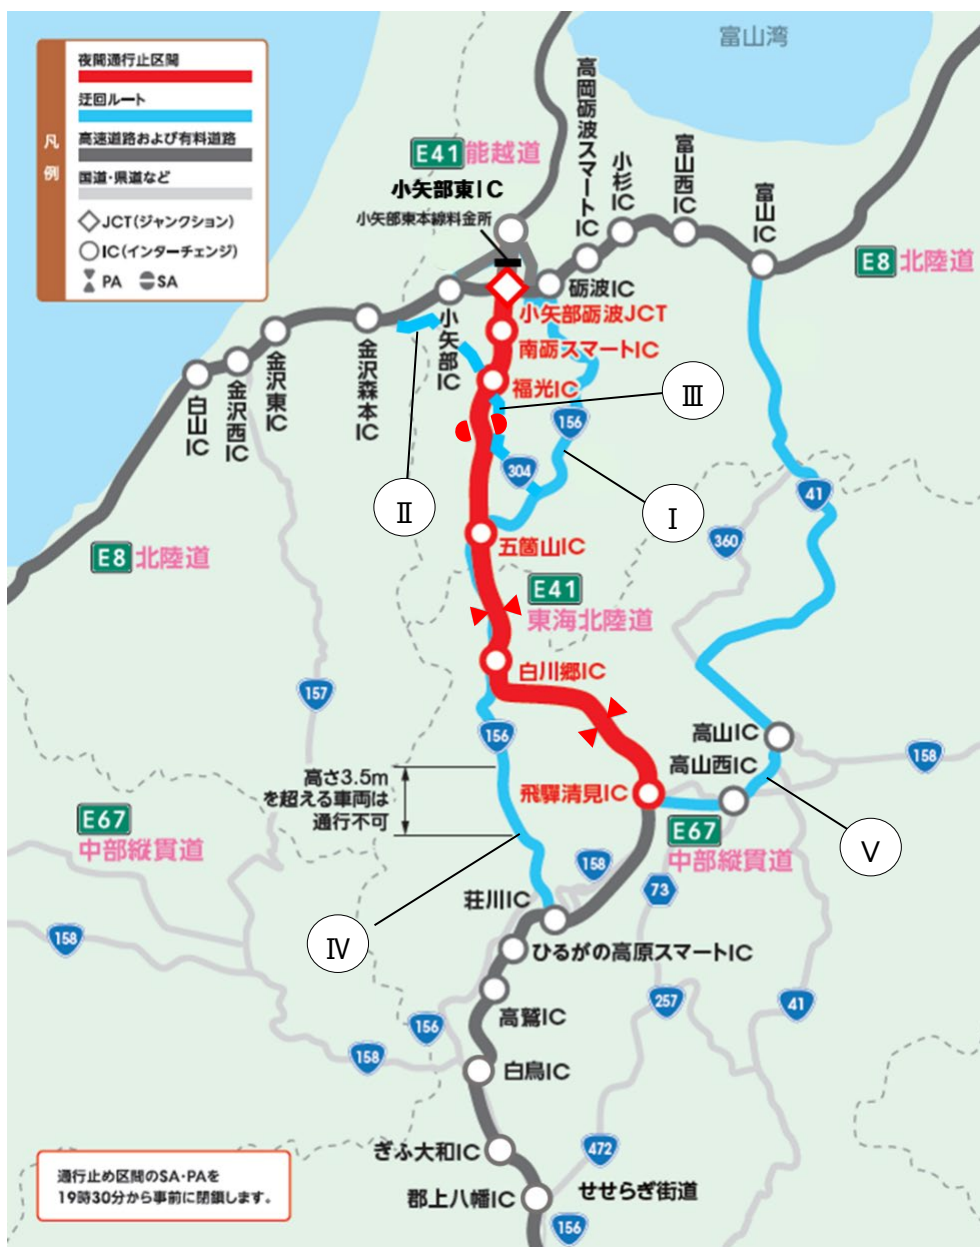 凡例
夜間通行止区間
迂回ルート
高速道路および有料道路
国道・県道など
JCT(ジャンクション)
IC(インターチェンジ)
PA SA
富山湾
E41 能越道
小矢部東IC
小矢部東本線料金所
高岡砺波スマートIC
小杉IC
富山西IC
富山IC
E8 北陸道
砺波IC
小矢部砺波JCT
南砺スマートIC
小矢部IC
金沢森本IC
金沢東IC
金沢西IC
白山IC
福光IC
Ⅲ
156
304
Ⅱ
Ⅰ
41
360
五箇山IC
E8 北陸道
E41
東海北陸道
白川郷IC
157
156
高山IC
高山西IC
158
高さ3.5m
を超える車両は
通行不可
飛驒清見IC
E67
中部縦貫道
E67
中部縦貫道
Ⅴ
158
73
荘川IC
158
Ⅳ
ひるがの高原スマートIC
高鷲IC
257
41
156
158
白鳥IC
ぎふ大和IC
472
せせらぎ街道
郡上八幡IC
156
通行止め区間のSA・PAを
19時30分から事前に閉鎖します。